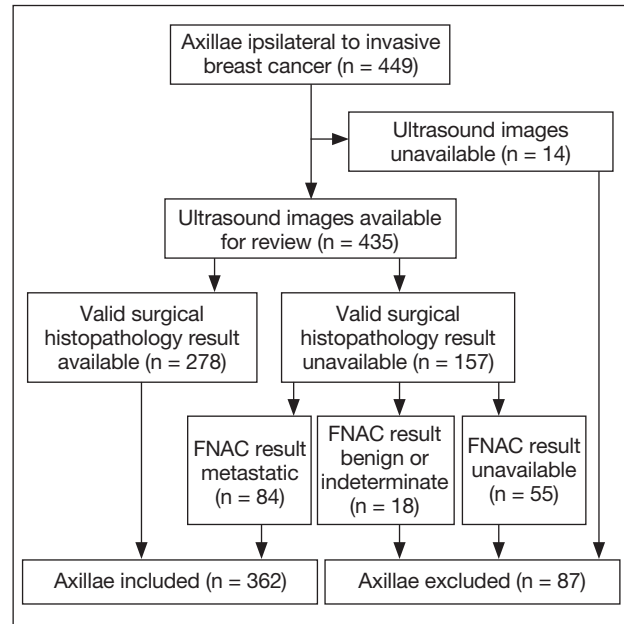 Axillae ipsilateral to invasive
breast cancer (n = 449)
Ultrasound images
unavailable (n = 14)
Ultrasound images available
for review (n = 435)
Valid surgical
histopathology result
available (n = 278)
Valid surgical
histopathology result
unavailable (n = 157)
FNAC result
metastatic
(n = 84)
FNAC result
benign or
indeterminate
(n = 18)
FNAC result
unavailable
(n = 55)
Axillae included (n = 362)
Axillae excluded (n = 87)